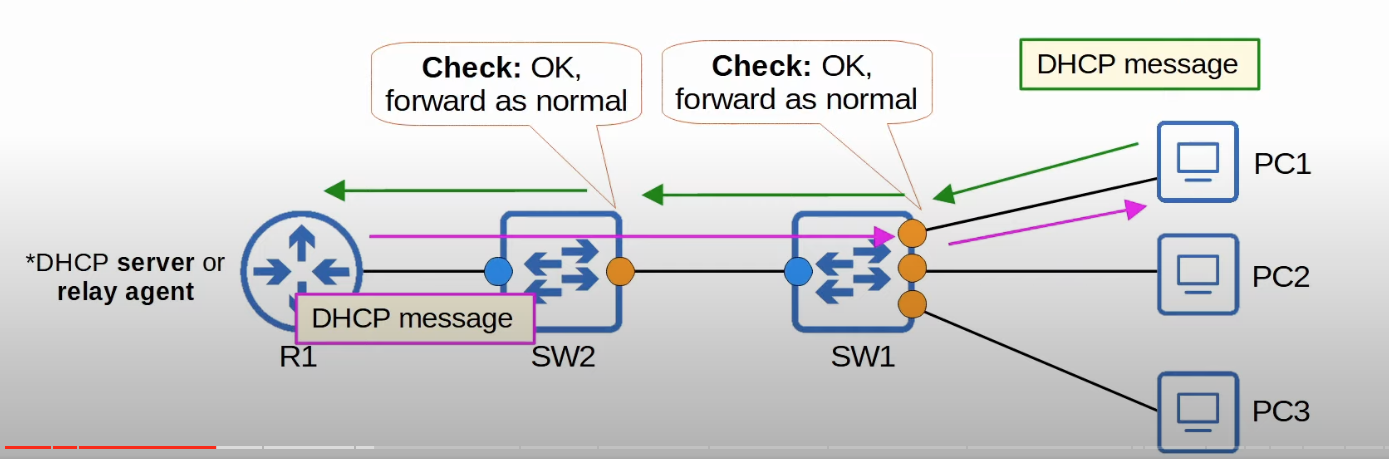 Check: OK,
forward as normal
Check: OK,
forward as normal
DHCP message
PC1
*DHCP server or
relay agent
PC2
DHCP message
R1
SW2
SW1
PC3